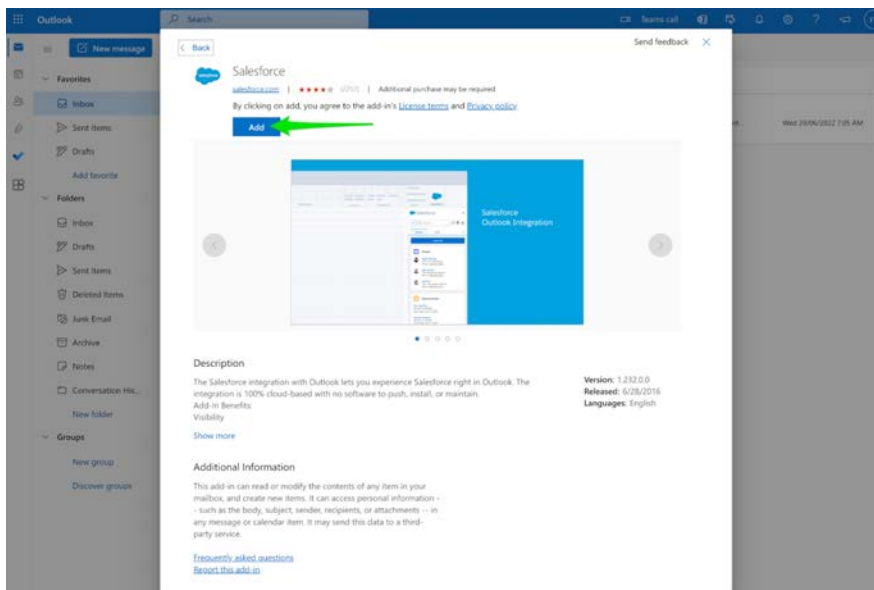 Outlook
Search
Teams call
New message
Favorites
Inbox
Sent Items
Drafts
Add favorite
Folders
Inbox
Drafts
Sent Items
Deleted Items
Junk Email
Archive
Notes
Conversation His...
New folder
Groups
New group
Discover groups
Back
Send feedback
Salesforce
salesforce.com | Additional purchase may be required
By clicking on add, you agree to the add-in's License terms and Privacy policy
Add
Wed 7:05 AM
Salesforce
Outlook Integration
Description
The Salesforce integration with Outlook lets you experience Salesforce right in Outlook. The
integration is 100% cloud-based with no software to push, install, or maintain.
Add-In Benefits:
Visibility
Show more
Version: 1.232.0.0
Released: 6/28/2016
Languages: English
Additional Information
This add-in can read or modify the contents of any item in your
mailbox, and create new items. It can access personal information -
- such as the body, subject, sender, recipients, or attachments -- in
any message or calendar item. It may send this data to a third-
party service.
Frequently asked questions
Report this add-in